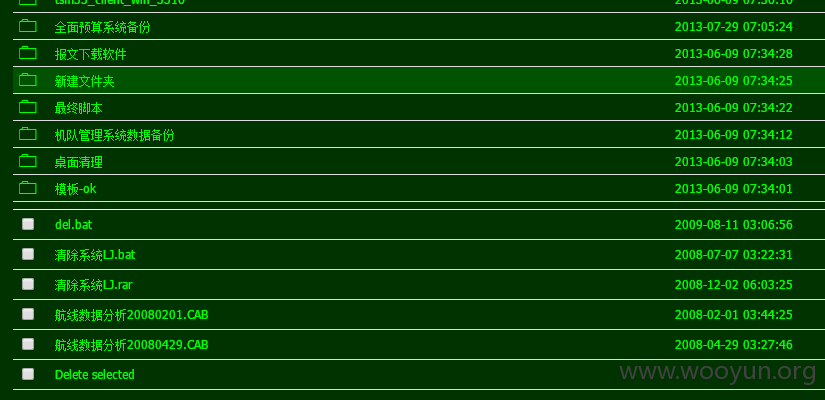 tsm55_client_win_5510 2013-06-09 07:36:16
全面预算系统备份 2013-07-29 07:05:24
报文下载软件 2013-06-09 07:34:28
新建文件夹 2013-06-09 07:34:25
最终脚本 2013-06-09 07:34:22
机队管理系统数据备份 2013-06-09 07:34:12
桌面清理 2013-06-09 07:34:03
模板-ok 2013-06-09 07:34:01
del.bat 2009-08-11 03:06:56
清除系统LJ.bat 2008-07-07 03:22:31
清除系统LJ.rar 2008-12-02 06:03:25
航线数据分析20080201.CAB 2008-02-01 03:44:25
航线数据分析20080429.CAB 2008-04-29 03:27:46
Delete selected
www.wooyun.org